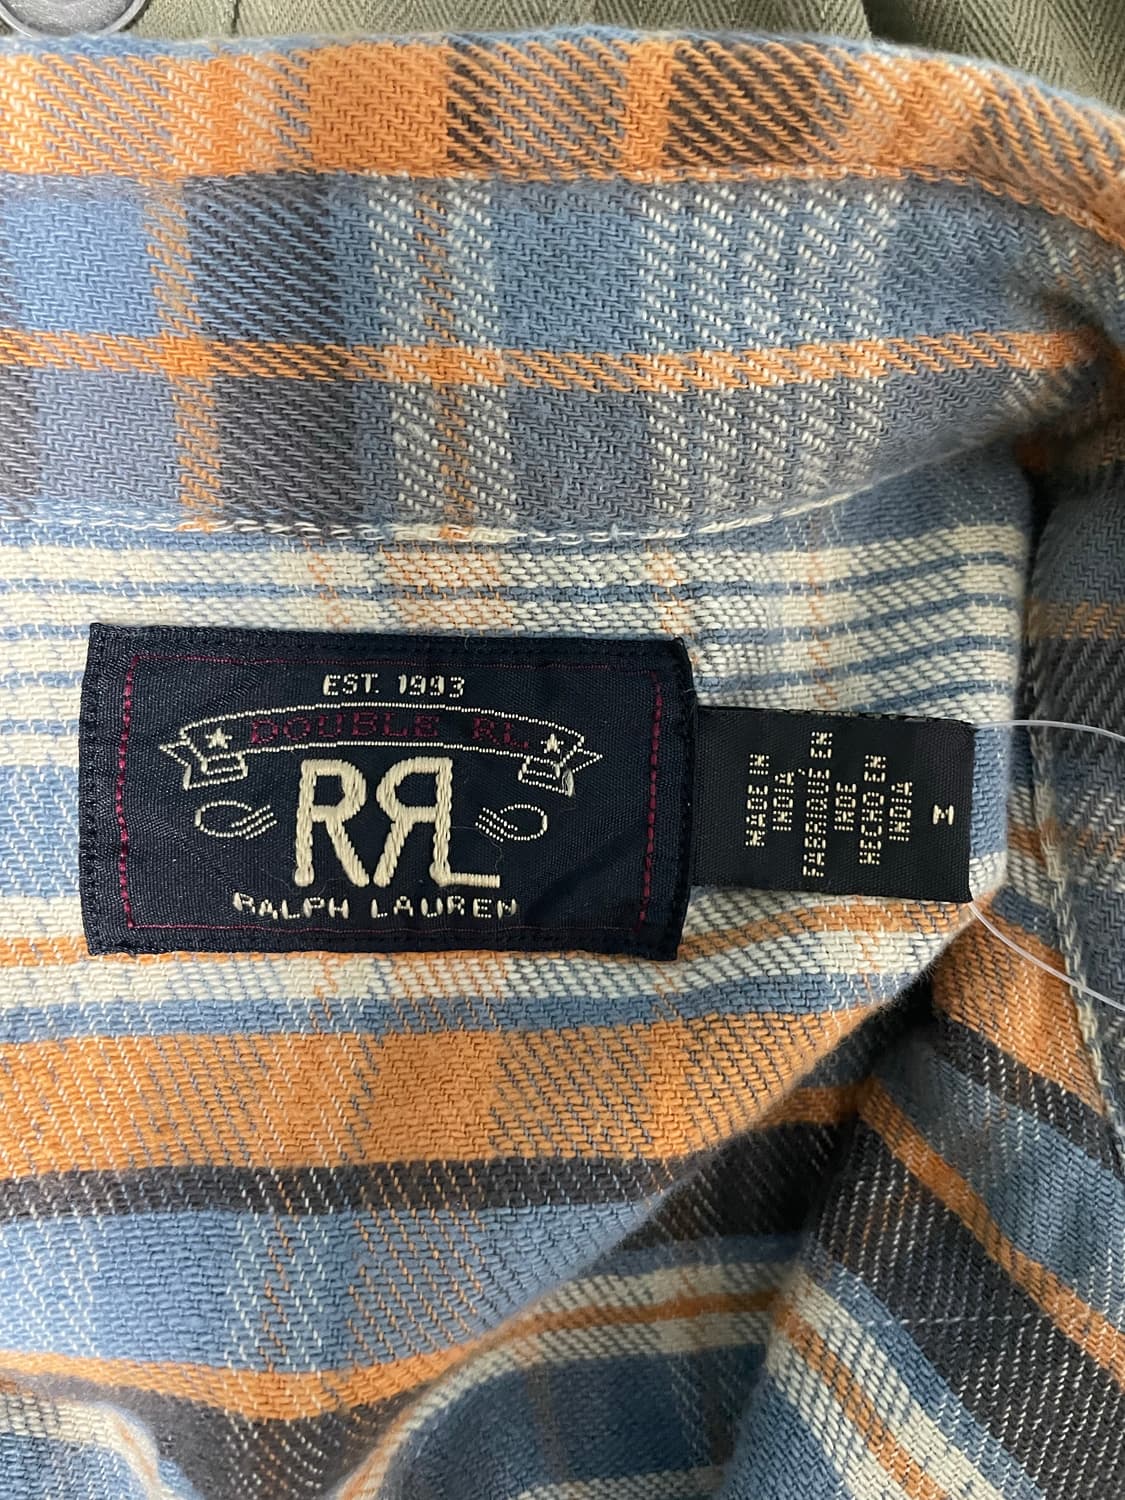 EST. 1993
DOUBLE RL
RRL
RALPH LAUREN
MADE IN
INDIA
FABRIQUÉ EN
INDE
HECHO EN
INDIA
M